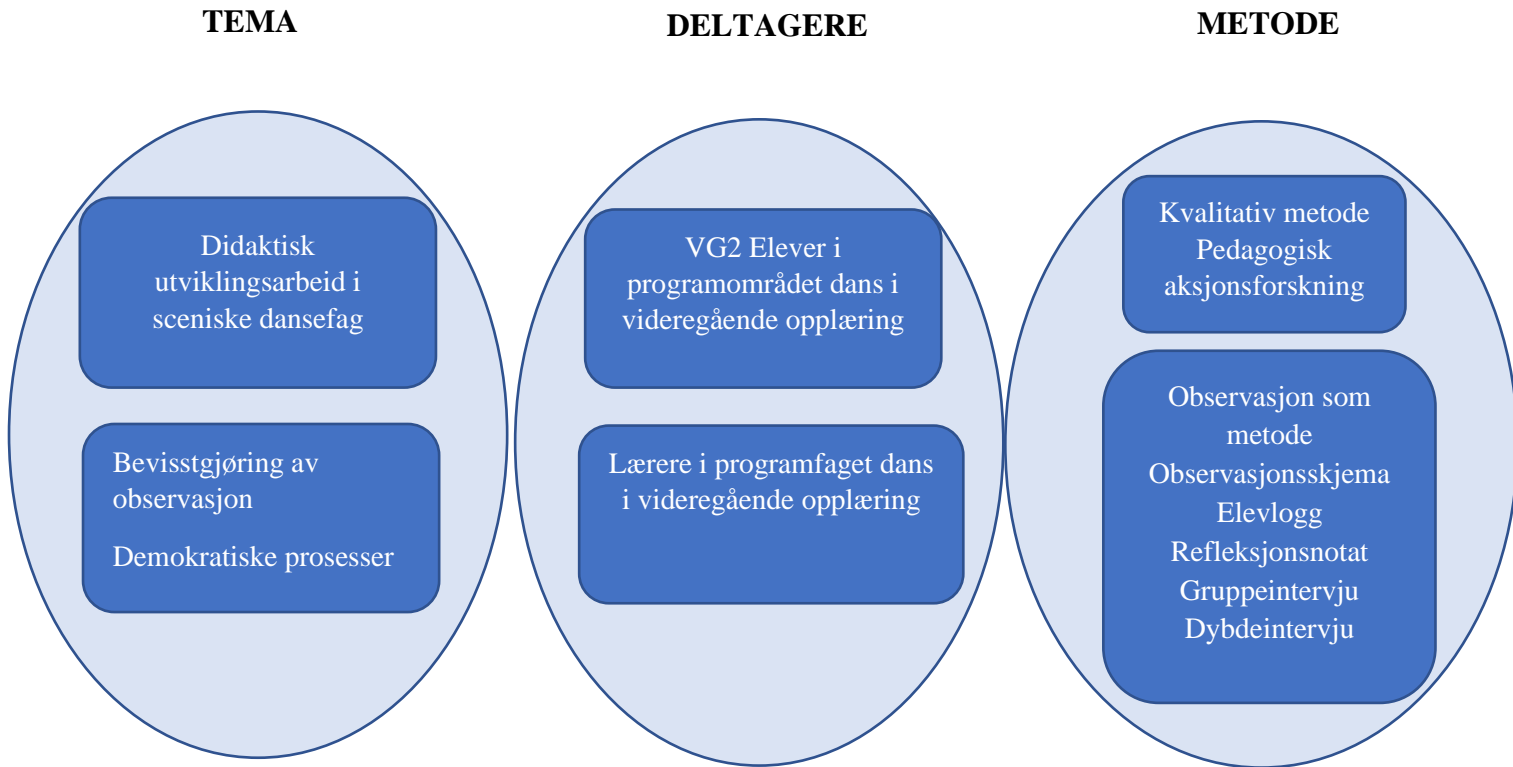 TEMA
DELTAGERE
METODE
Didaktisk
utviklingsarbeid i
sceniske dansefag
Bevisstgjøring av
observasjon
Demokratiske prosesser
VG2 Elever i
programområdet dans i
videregående opplæring
Lærere i programfaget dans
i videregående opplæring
Kvalitativ metode
Pedagogisk
aksjonsforskning
Observasjon som
metode
Observasjonsskjema
Elevlogg
Refleksjonsnotat
Gruppeintervju
Dybdeintervju